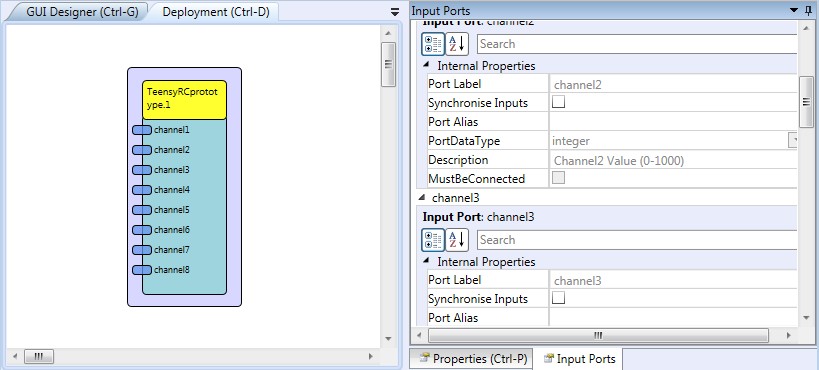 GUI Designer (Ctrl-G)
Deployment (Ctrl-D)
TeensyRCprotot
ype.1
channel1
channel2
channel3
channel4
channel5
channel6
channel7
channel8
Input Ports
Input Port: channel2
A
Z
Search
Internal Properties
Port Label channel2
Synchronise Inputs
Port Alias
PortDataType integer
Description Channel2 Value (0-1000)
MustBeConnected
channel3
Input Port: channel3
A
Z
Search
Internal Properties
Port Label channel3
Synchronise Inputs
Port Alias
Properties (Ctrl-P)
Input Ports